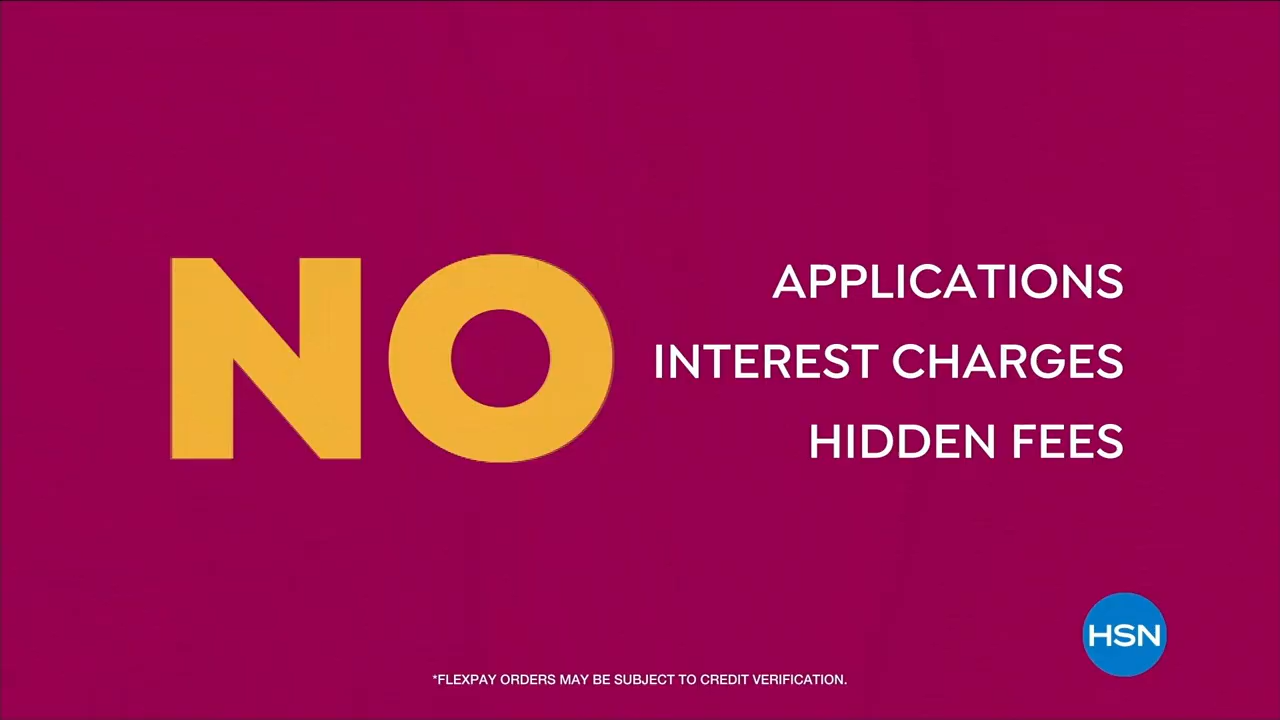 NO
APPLICATIONS
INTEREST CHARGES
HIDDEN FEES
HSN
*FLEXPAY ORDERS MAY BE SUBJECT TO CREDIT VERIFICATION.